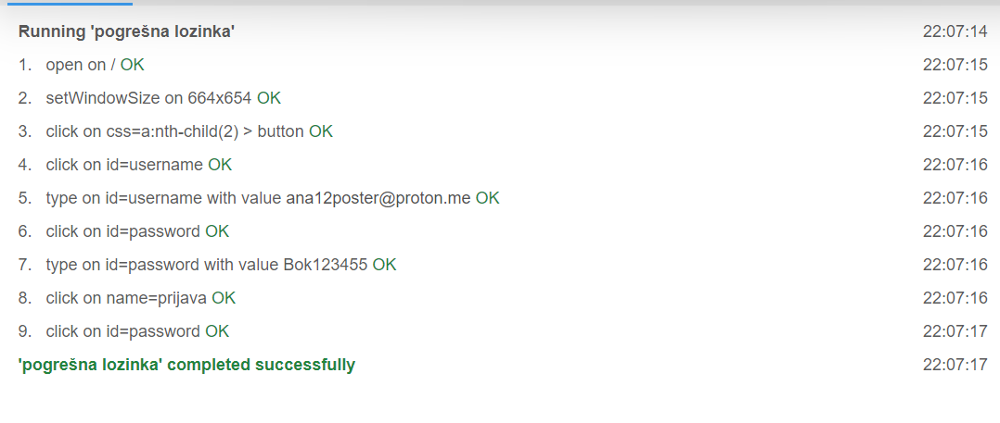 Running 'pogrešna lozinka' 22:07:14
1. open on / OK 22:07:15
2. setWindowSize on 664x654 OK 22:07:15
3. click on css=a:nth-child(2) > button OK 22:07:15
4. click on id=username OK 22:07:16
5. type on id=username with value ana12poster@proton.me OK 22:07:16
6. click on id=password OK 22:07:16
7. type on id=password with value Bok123455 OK 22:07:16
8. click on name=prijava OK 22:07:16
9. click on id=password OK 22:07:17
'pogrešna lozinka' completed successfully 22:07:17